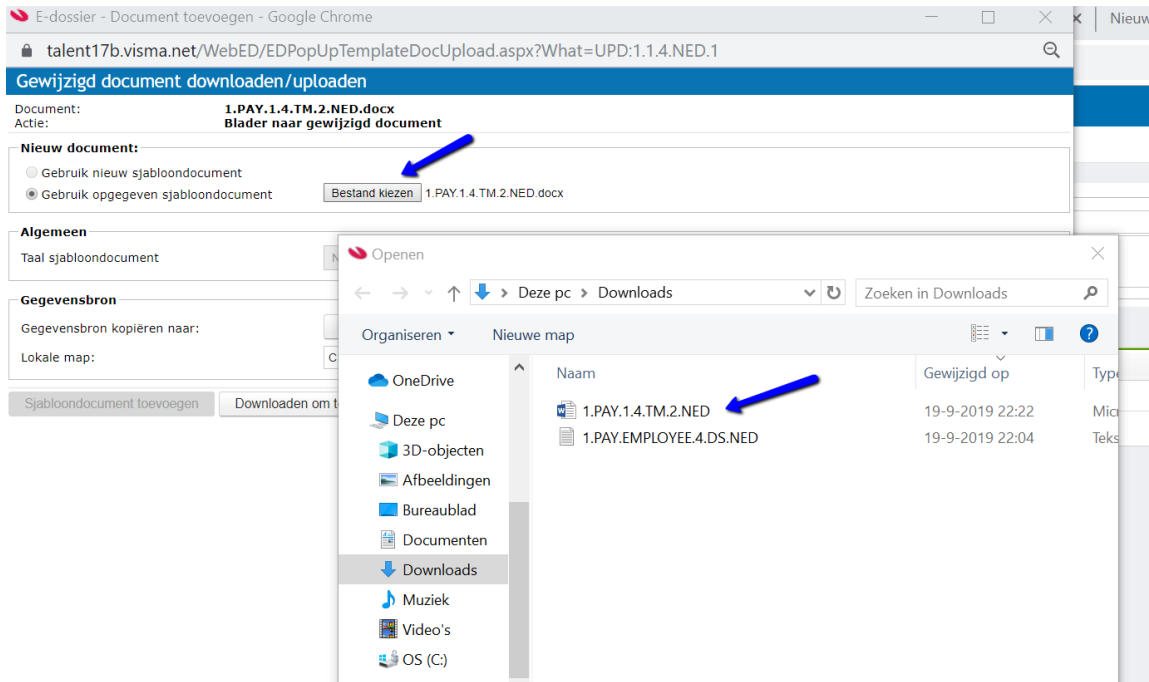 E-dossier - Document toevoegen - Google Chrome
Nieuw
talent17b.visma.net/WebED/EDPopUpTemplateDocUpload.aspx?What=UPD:1.1.4.NED.1
Gewijzigd document downloaden/uploaden
Document: 1.PAY.1.4.TM.2.NED.docx
Actie: Blader naar gewijzigd document
Nieuw document:
Gebruik nieuw sjabloondocument
Gebruik opgegeven sjabloondocument Bestand kiezen 1.PAY.1.4.TM.2.NED.docx
Algemeen
Taal sjabloondocument N
Gegevensbron
Gegevensbron kopiëren naar:
Lokale map: C
Sjabloondocument toevoegen Downloaden om t
Openen
Deze pc > Downloads Zoeken in Downloads
Organiseren Nieuwe map
Naam Gewijzigd op Type
OneDrive
Deze pc
3D-objecten
Afbeeldingen
Bureaublad
Documenten
Downloads
Muziek
Video's
OS (C:)
1.PAY.1.4.TM.2.NED 19-9-2019 22:22 Micr
1.PAY.EMPLOYEE.4.DS.NED 19-9-2019 22:04 Teks